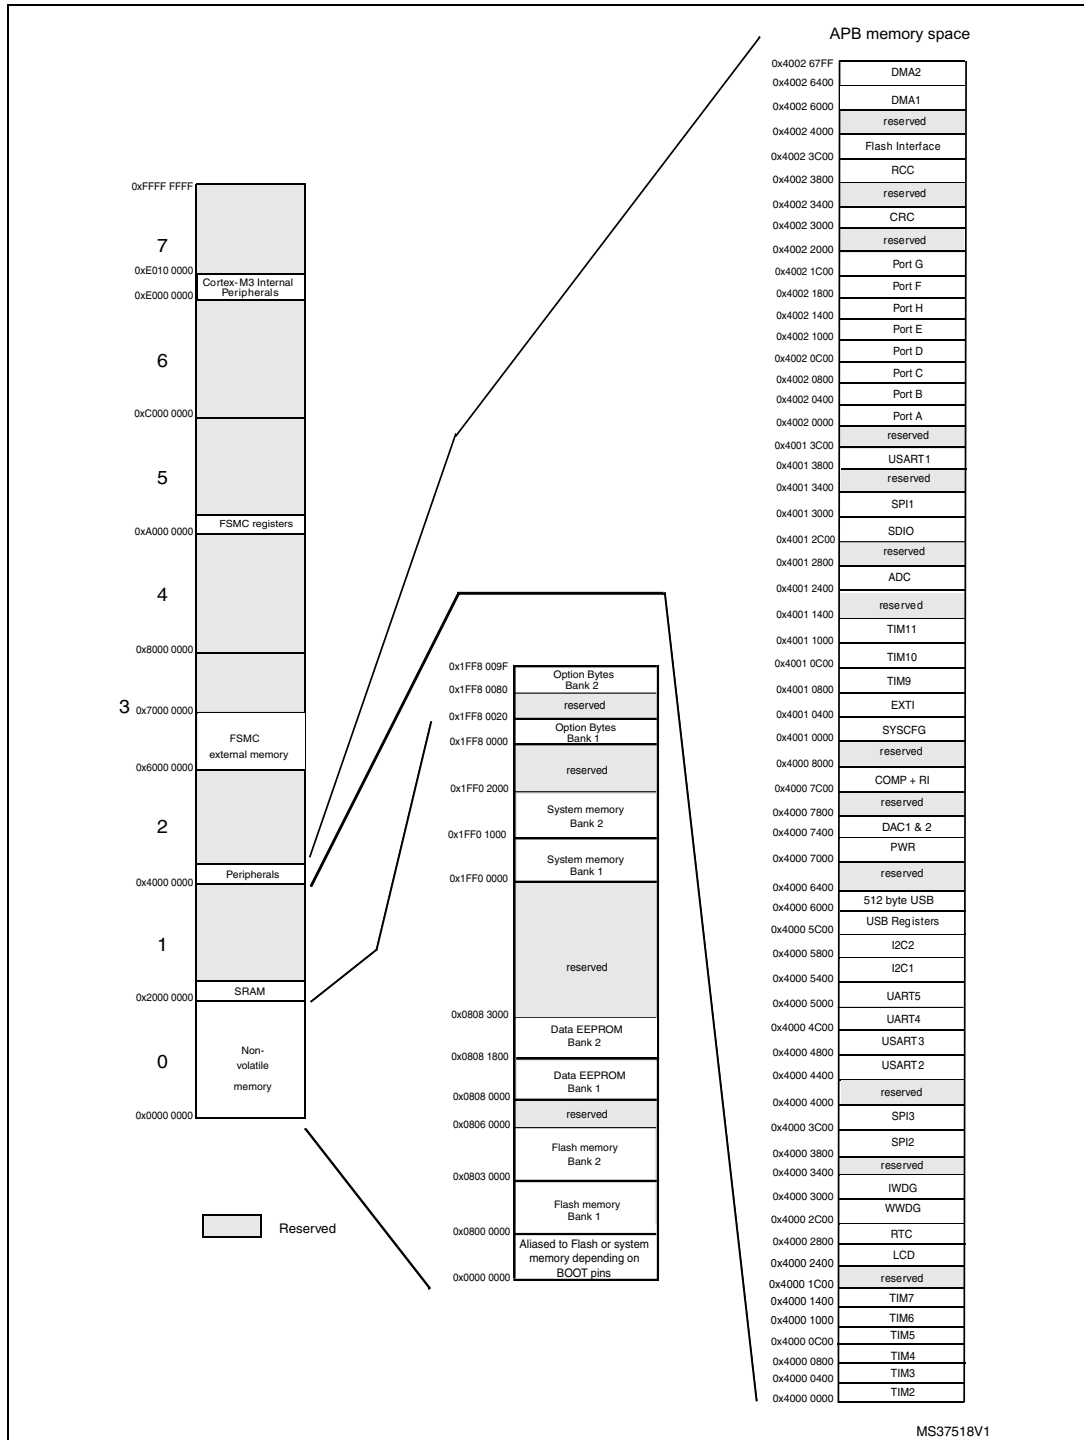 APB memory space
0xFFFF FFFF
7
0xE010 0000
Cortex-M3 Internal
Peripherals
0xE000 0000
6
0xC000 0000
5
FSMC registers
0xA000 0000
4
0x8000 0000
3
0x7000 0000
FSMC
external memory
0x6000 0000
2
Peripherals
0x4000 0000
1
SRAM
0x2000 0000
0
Non-
volatile
memory
0x0000 0000
Reserved
0x1FF8 009F
Option Bytes
Bank 2
0x1FF8 0080
reserved
0x1FF8 0020
Option Bytes
Bank 1
0x1FF8 0000
reserved
0x1FF0 2000
System memory
Bank 2
0x1FF0 1000
System memory
Bank 1
0x1FF0 0000
reserved
0x0808 3000
Data EEPROM
Bank 2
0x0808 1800
Data EEPROM
Bank 1
0x0808 0000
reserved
0x0806 0000
Flash memory
Bank 2
0x0803 0000
Flash memory
Bank 1
0x0800 0000
Aliased to Flash or system
memory depending on
BOOT pins
0x0000 0000
0x4002 67FF
DMA2
0x4002 6400
DMA1
0x4002 6000
reserved
0x4002 4000
Flash Interface
0x4002 3C00
RCC
0x4002 3800
reserved
0x4002 3400
CRC
0x4002 3000
reserved
0x4002 2000
Port G
0x4002 1C00
Port F
0x4002 1800
Port H
0x4002 1400
Port E
0x4002 1000
Port D
0x4002 0C00
Port C
0x4002 0800
Port B
0x4002 0400
Port A
0x4002 0000
reserved
0x4001 3C00
USART1
0x4001 3800
reserved
0x4001 3400
SPI1
0x4001 3000
SDIO
0x4001 2C00
reserved
0x4001 2800
ADC
0x4001 2400
reserved
0x4001 1400
TIM11
0x4001 1000
TIM10
0x4001 0C00
TIM9
0x4001 0800
EXTI
0x4001 0400
SYSCFG
0x4001 0000
reserved
0x4000 8000
COMP + RI
0x4000 7C00
reserved
0x4000 7800
DAC1 & 2
0x4000 7400
PWR
0x4000 7000
reserved
0x4000 6400
512 byte USB
0x4000 6000
USB Registers
0x4000 5C00
I2C2
0x4000 5800
I2C1
0x4000 5400
UART5
0x4000 5000
UART4
0x4000 4C00
USART3
0x4000 4800
USART2
0x4000 4400
reserved
0x4000 4000
SPI3
0x4000 3C00
SPI2
0x4000 3800
reserved
0x4000 3400
IWDG
0x4000 3000
WWDG
0x4000 2C00
RTC
0x4000 2800
LCD
0x4000 2400
reserved
0x4000 1C00
TIM7
0x4000 1400
TIM6
0x4000 1000
TIM5
0x4000 0C00
TIM4
0x4000 0800
TIM3
0x4000 0400
TIM2
0x4000 0000
MS37518V1